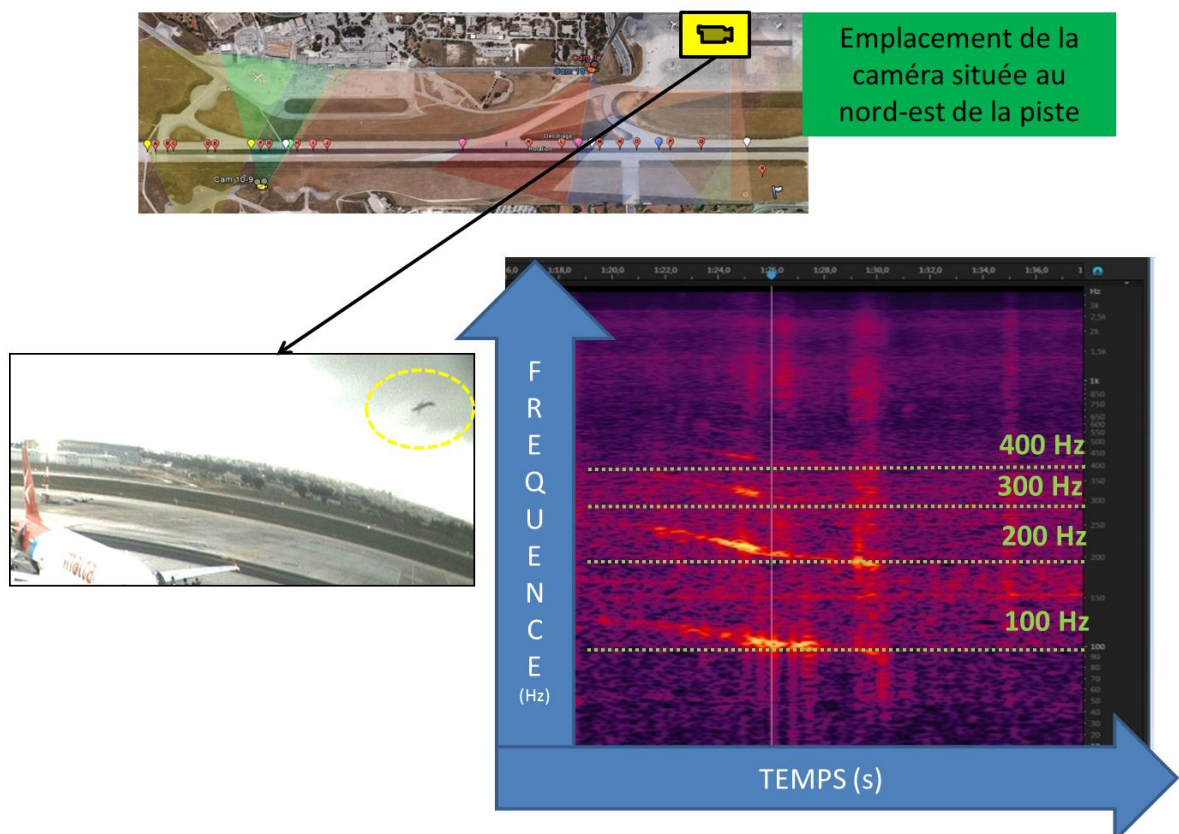 Emplacement de la
caméra située au
nord-est de la piste
Décollage
Rotation
Cam 10-9
1:18,0 1:20,0 1:22,0 1:24,0 1:26,0 1:28,0 1:30,0 1:32,0 1:34,0 1:36,0
Hz
3k
2,5k
2k
1,5k
1k
850
750
650
600
550
500
450
400
350
300
250
200
150
100
90
80
70
60
50
40
30
20
400 Hz
300 Hz
200 Hz
100 Hz
FREQUENCE
(Hz)
TEMPS (s)